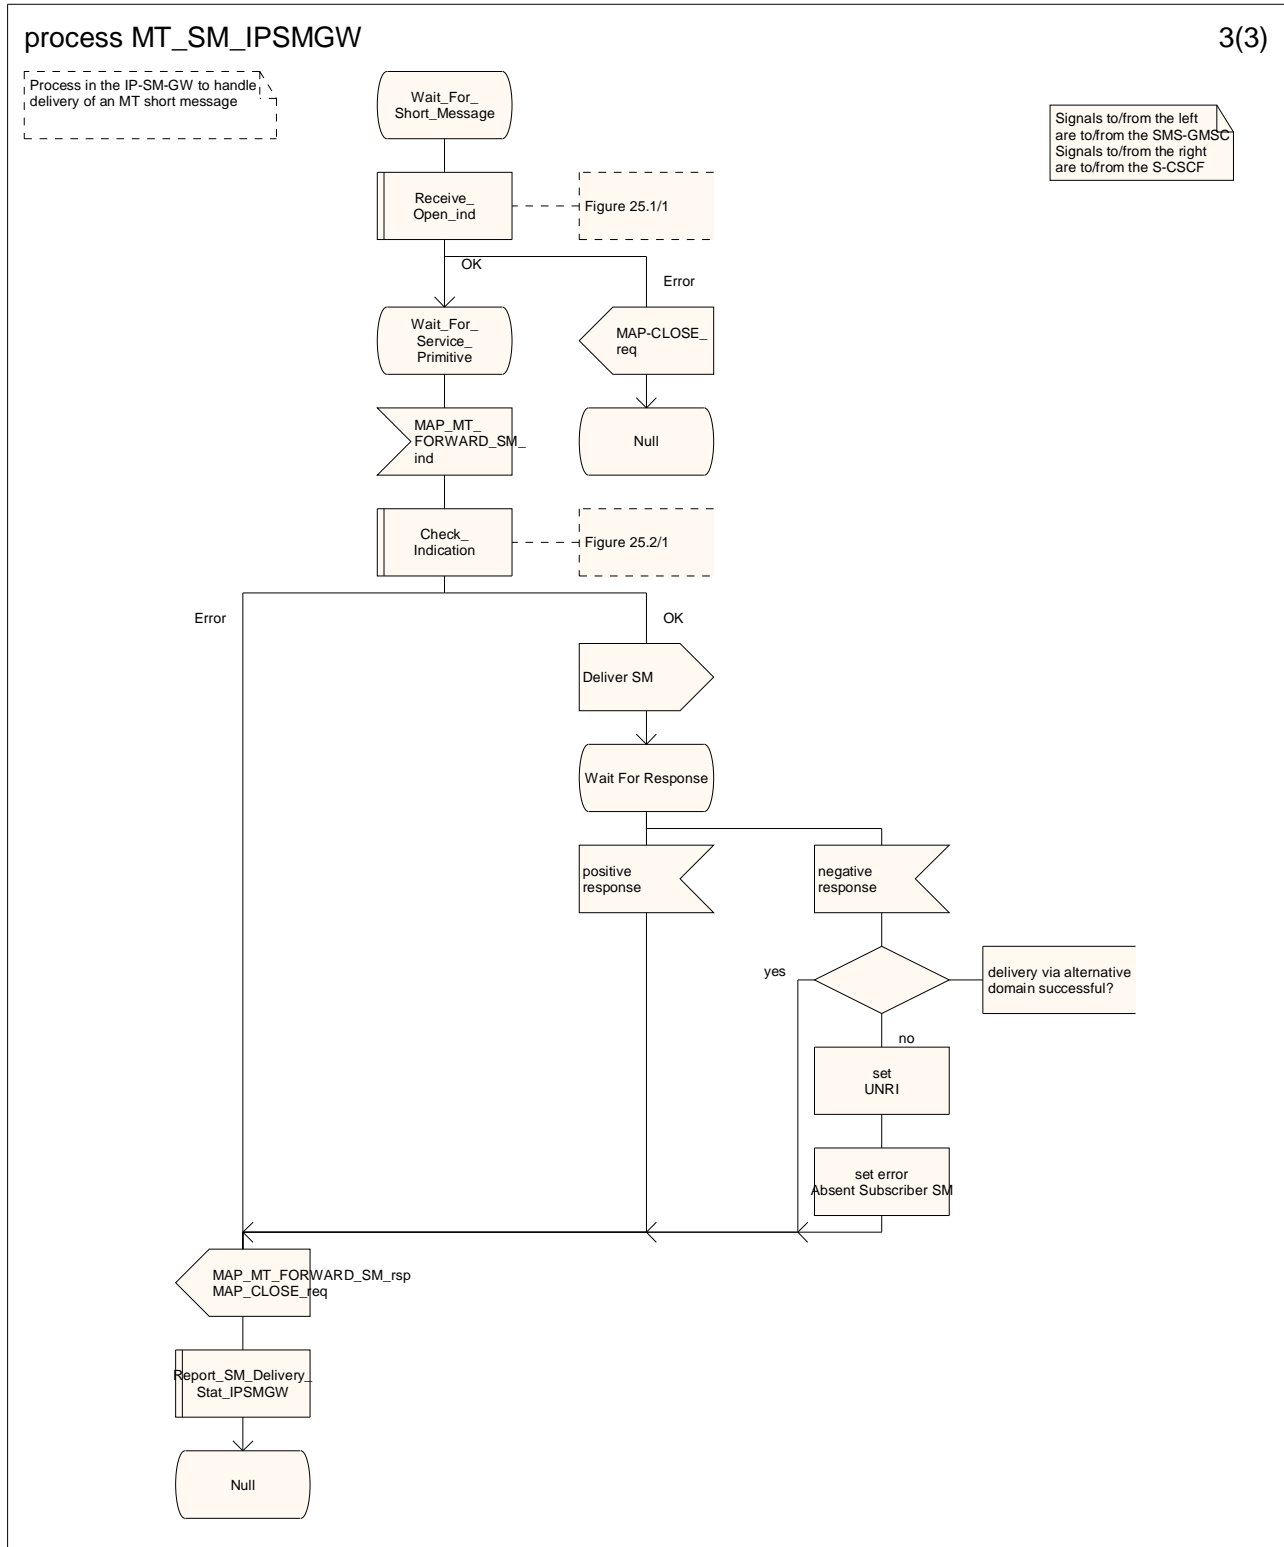 process MT_SM_IPSMGW
3(3)
Process in the IP-SM-GW to handle
delivery of an MT short message
Wait_For_
Short_Message
Signals to/from the left
are to/from the SMS-GMSC
Signals to/from the right
are to/from the S-CSCF
Receive_
Open_ind
Figure 25.1/1
OK
Error
Wait_For_
Service_
Primitive
MAP-CLOSE_
req
MAP_MT_
FORWARD_SM_
ind
Null
Check_
Indication
Figure 25.2/1
Error
OK
Deliver SM
Wait For Response
positive
response
negative
response
yes
delivery via alternative
domain successful?
no
set
UNRI
set error
Absent Subscriber SM
MAP_MT_FORWARD_SM_rsp
MAP_CLOSE_req
Report_SM_Delivery_
Stat_IPSMGW
Null